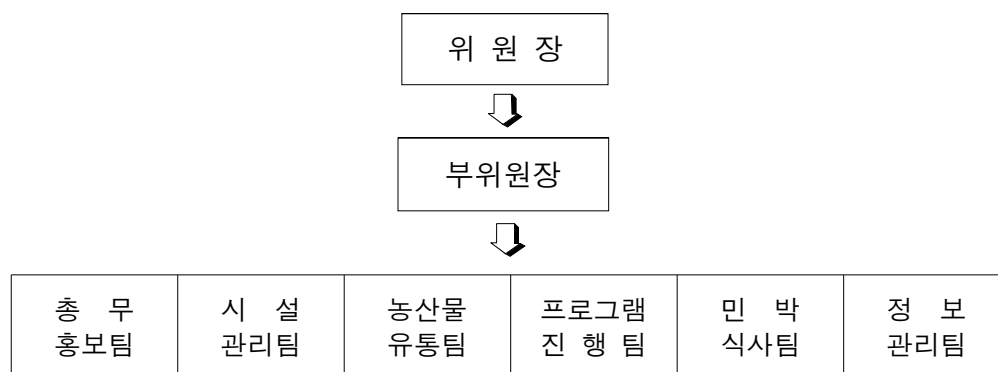 위 원 장
부위원장
총 무
홍보팀
시 설
관리팀
농산물
유통팀
프로그램
진 행 팀
민 박
식사팀
정 보
관리팀